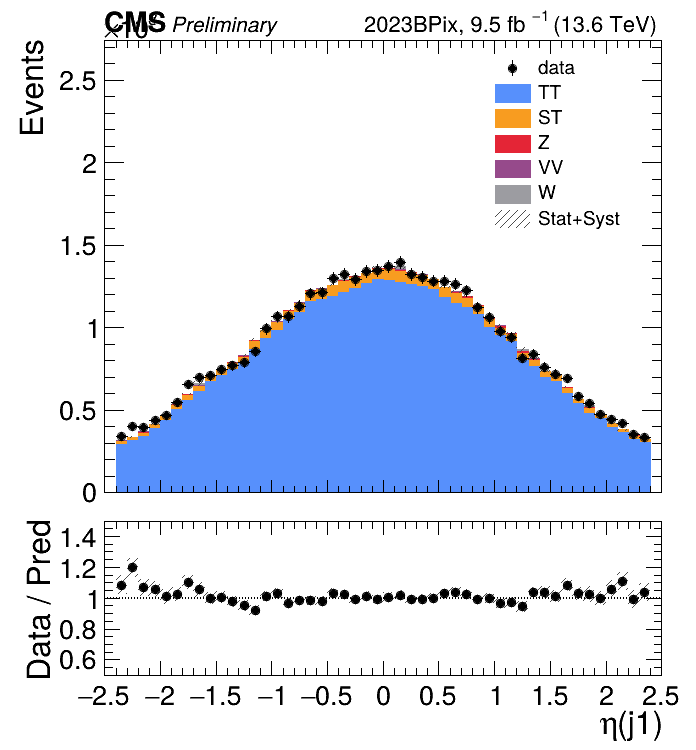 CMS Preliminary 2023BPix, 9.5 fb⁻¹ (13.6 TeV)
Events
2.5
2
1.5
1
0.5
0
data
TT
ST
Z
VV
W
Stat+Syst
Data / Pred
1.4
1.2
1
0.8
0.6
−2.5 −2 −1.5 −1 −0.5 0 0.5 1 1.5 2 2.5
η(j1)